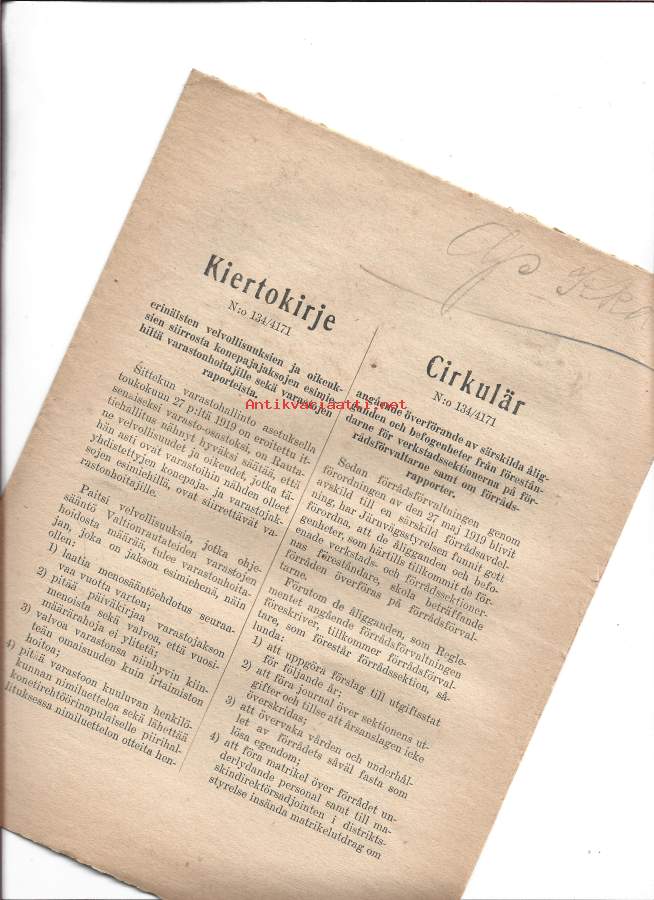 Kiertokirje
N:o 134/4171
erinäisten velvollisuuksien ja oikeuk-
sien siirrosta konepajajaksojen esimie-
hiltä varastonhoitajille sekä varastojen
raporteista.
Sittekun varastohallinto asetuksella
toukokuun 27 p:ltä 1919 on eroitettu it-
senäiseksi varasto-osastoksi, on Rauta-
tiehallitus nähnyt hyväksi säätää, että
ne velvollisuudet ja oikeudet, jotka tä-
hän asti ovat varastoihin nähden olleet
yhdistettyjen konepaja- ja varastojak-
sojen esimiehillä, ovat siirrettävät va-
rastonhoitajille.
Paitsi velvollisuuksia, jotka ohje-
sääntö Valtionrautateiden varastojen
hoidosta määrää, tulee varastonhoita-
jan, joka on jakson esimiehenä, näin
ollen:
1) laatia menosääntöehdotus seuraa-
vaa vuotta varten;
2) pitää päiväkirjaa varastojakson
menoista sekä valvoa, että vuosi-
määrärahoja ei ylitetä;
3) valvoa varastonsa niinhyvin kiin-
teän omaisuuden kuin irtaimiston
hoitoa;
4) pitää varastoon kuuluvan henkilö-
kunnan nimiluetteloa sekä lähettää
konetirehtöörinapulaiselle piirihal-
lituksessa nimiluettelon otteita hen-
Cirkulär
N:o 134/4171
angående överförande av särskilda ålig-
ganden och befogenheter från förestån-
darne för verkstadssektionerna på för-
rådsförvaltarne samt om förråds-
rapporter.
Sedan förrådsförvaltningen genom
förordningen av den 27 maj 1919 blivit
avskild till en särskild förrådsavdel-
ning, har Järnvägsstyrelsen funnit gott
förordna, att de åligganden och befo-
genheter, som härtills tillkommit de för-
enade verkstads- och förrådssektioner-
nas föreståndare, skola beträffande
förråden överföras på förrådsförval-
tarne.
Förutom de åligganden, som Regle-
mentet angående förrådsförvaltningen
föreskriver, tillkommer förrådsförval-
tare, som förestår förrådssektion, så-
lunda:
1) att uppgöra förslag till utgiftsstat
för följande år;
2) att föra journal över sektionens ut-
gifter och tillse att årsanslagen icke
överskridas;
3) att övervaka vården och underhål-
let av förrådets såväl fasta som
lösa egendom;
4) att föra matrikel över förrådet un-
derlydande personal samt till ma-
skindirektörsadjointen i distrikts-
styrelse insända matrikelutdrag om
Antikvariaatti.net